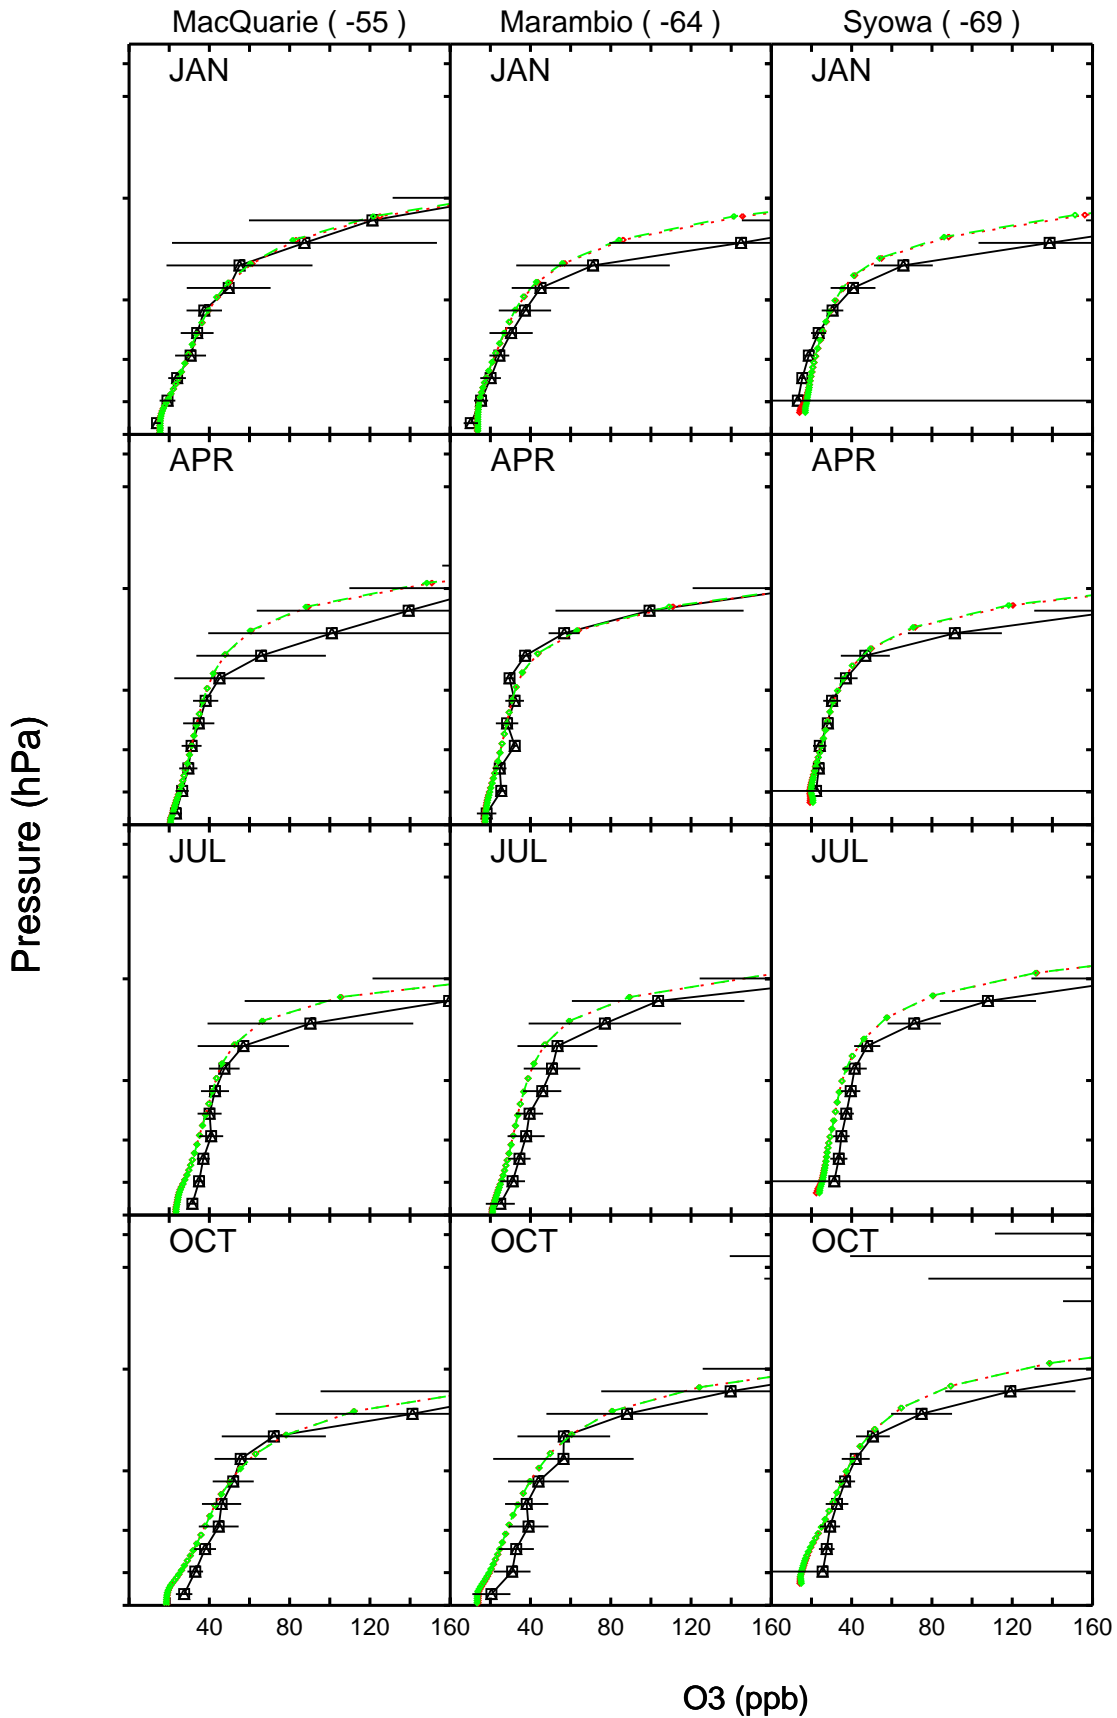 MacQuarie ( -55 ) Marambio ( -64 ) Syowa ( -69 )
JAN JAN JAN
APR APR APR
JUL JUL JUL
OCT OCT OCT
Pressure (hPa)
40 80 120 160 40 80 120 160 40 80 120 160
O3 (ppb)